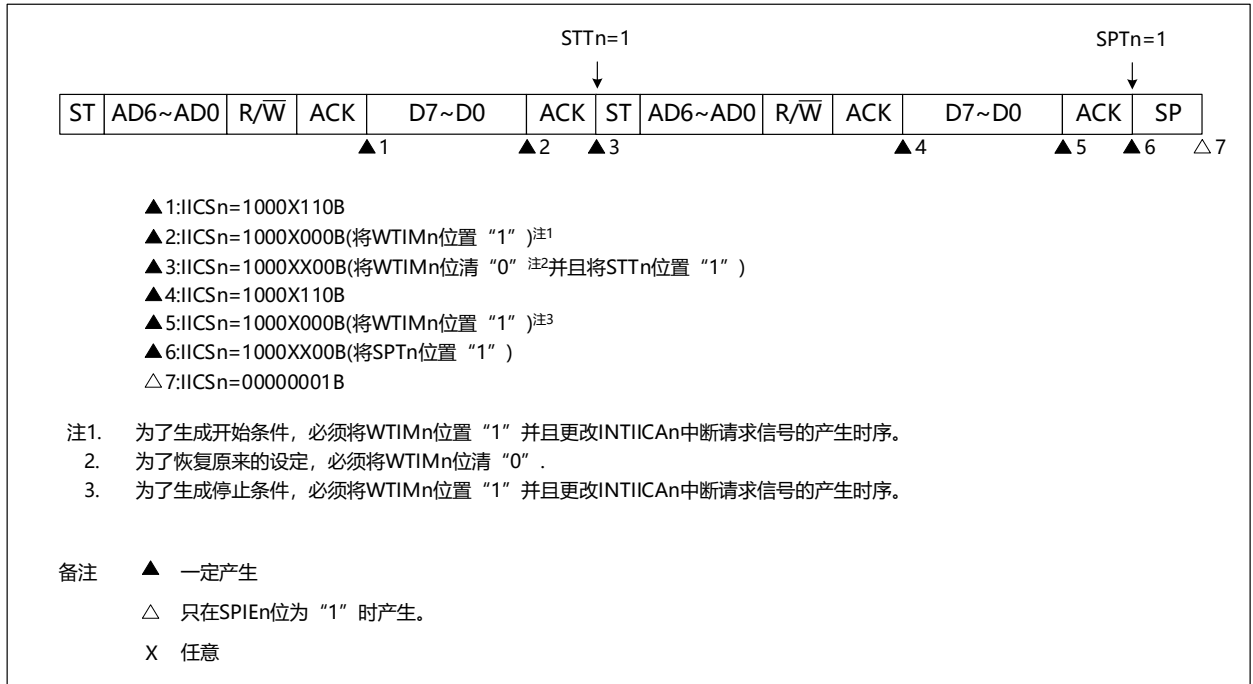 STTn=1 SPTn=1
ST AD6~AD0 R/W̅ ACK D7~D0 ACK ST AD6~AD0 R/W̅ ACK D7~D0 ACK SP
▲1 ▲2 ▲3 ▲4 ▲5 ▲6 △7
▲1:IICSn=1000X110B
▲2:IICSn=1000X000B(将WTIMn位置“1”)注1
▲3:IICSn=1000XX00B(将WTIMn位清“0”注2并且将STTn位置“1”)
▲4:IICSn=1000X110B
▲5:IICSn=1000X000B(将WTIMn位置“1”)注3
▲6:IICSn=1000XX00B(将SPTn位置“1”)
△7:IICSn=00000001B
注1. 为了生成开始条件，必须将WTIMn位置“1”并且更改INTIICAn中断请求信号的产生时序。
2. 为了恢复原来的设定，必须将WTIMn位清“0”.
3. 为了生成停止条件，必须将WTIMn位置“1”并且更改INTIICAn中断请求信号的产生时序。
备注 ▲ 一定产生
△ 只在SPIEn位为“1”时产生。
X 任意